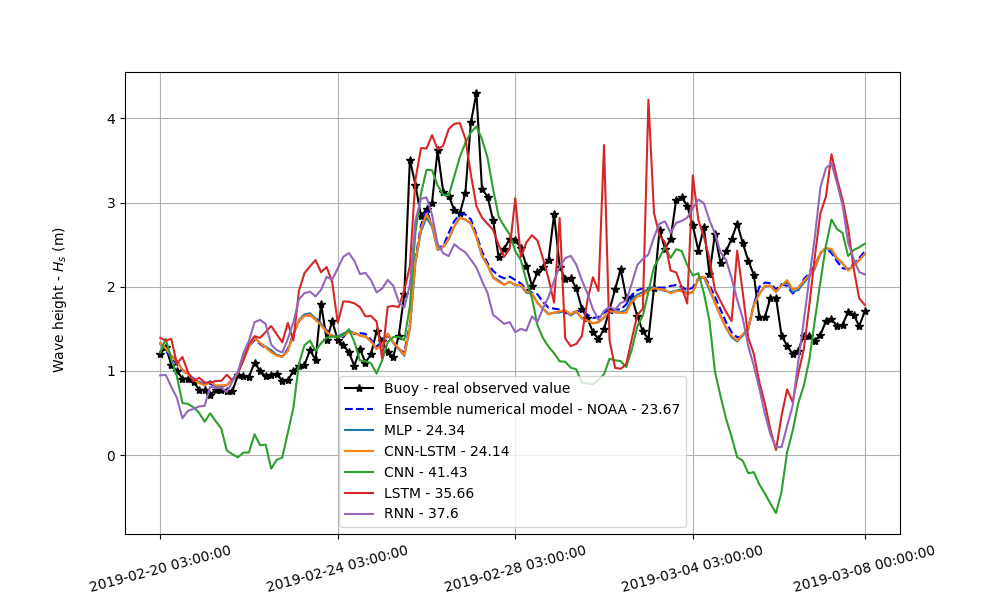 4
3
2
1
0
Wave height - Hs (m)
Buoy - real observed value
Ensemble numerical model - NOAA - 23.67
MLP - 24.34
CNN-LSTM - 24.14
CNN - 41.43
LSTM - 35.66
RNN - 37.6
2019-02-20 03:00:00
2019-02-24 03:00:00
2019-02-28 03:00:00
2019-03-04 03:00:00
2019-03-08 00:00:00